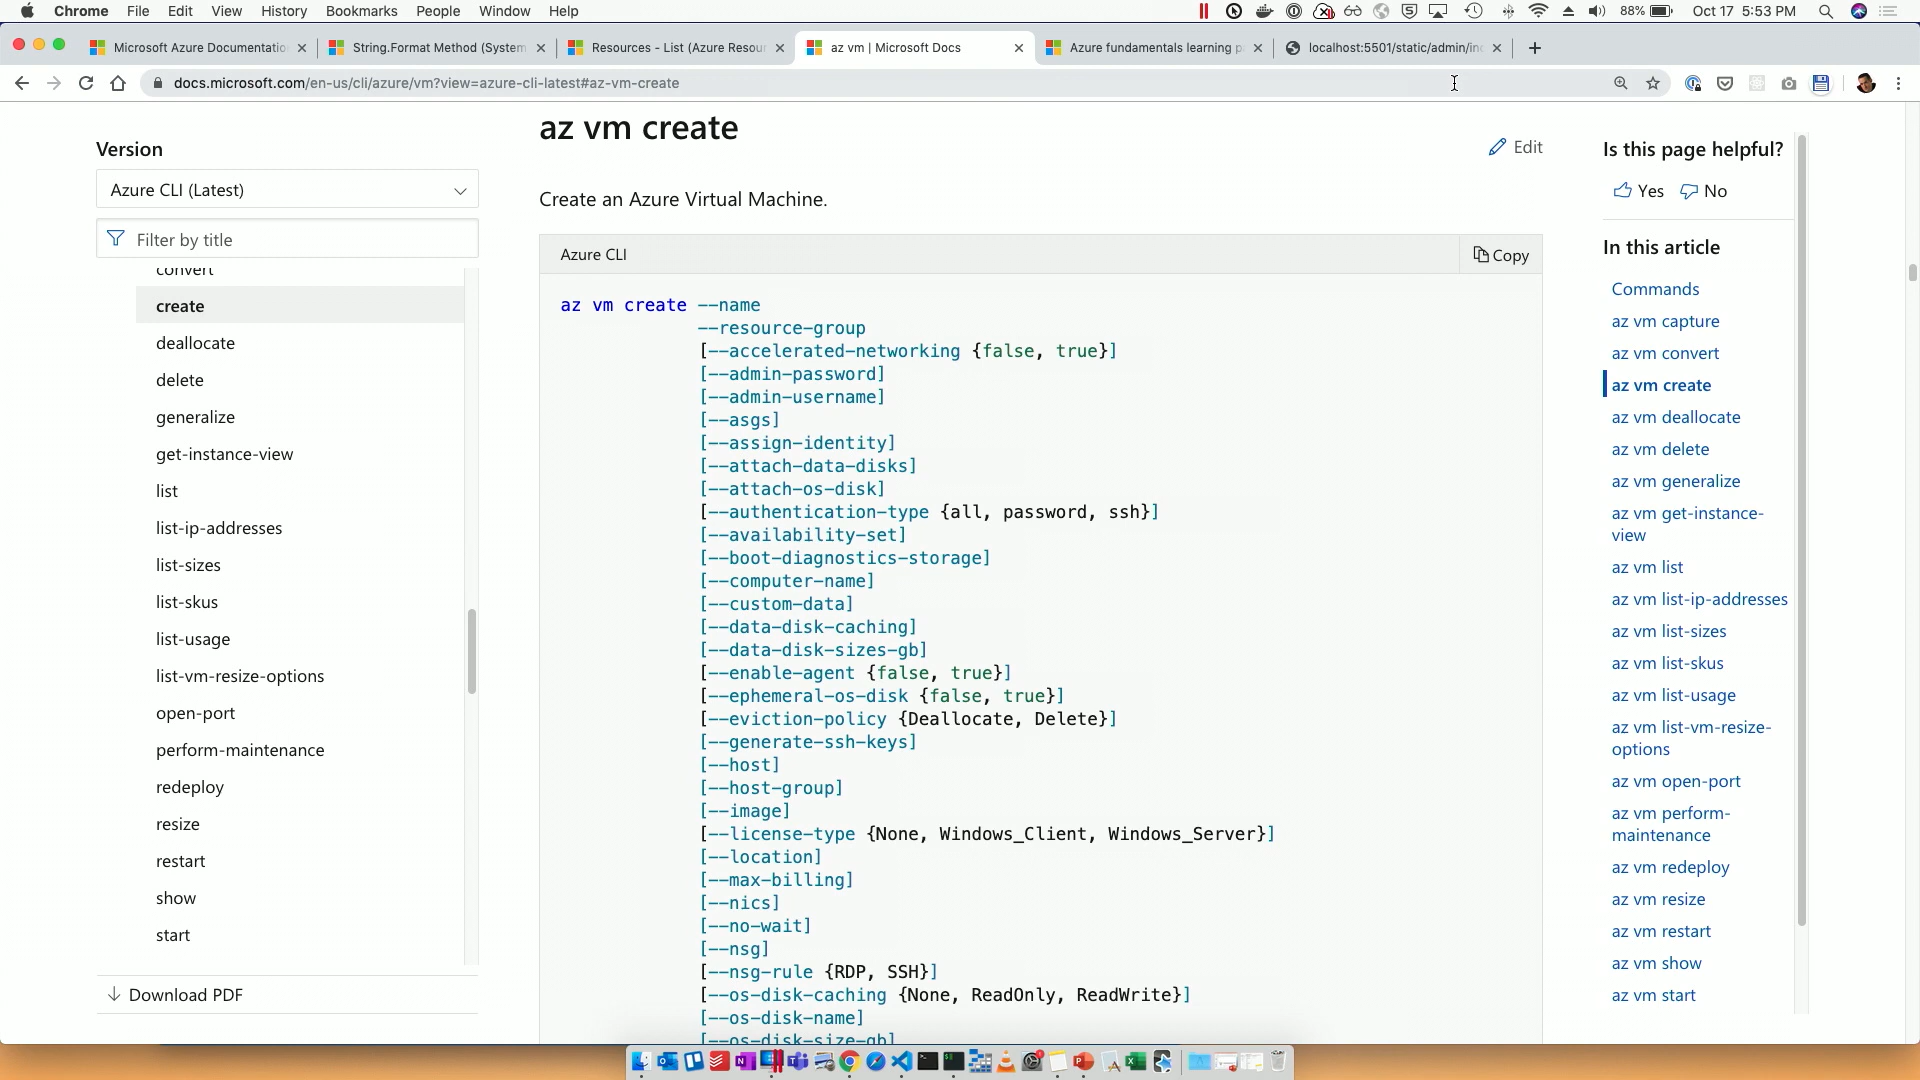 Chrome File Edit View History Bookmarks People Window Help
88% Oct 17 5:53 PM
Microsoft Azure Documentatio
String.Format Method (System
Resources - List (Azure Resour
az vm | Microsoft Docs
Azure fundamentals learning p
localhost:5501/static/admin/in
docs.microsoft.com/en-us/cli/azure/vm?view=azure-cli-latest#az-vm-create
Version
Azure CLI (Latest)
Filter by title
convert
create
deallocate
delete
generalize
get-instance-view
list
list-ip-addresses
list-sizes
list-skus
list-usage
list-vm-resize-options
open-port
perform-maintenance
redeploy
resize
restart
show
start
Download PDF
az vm create
Edit
Create an Azure Virtual Machine.
Azure CLI
Copy
az vm create --name
--resource-group
[--accelerated-networking {false, true}]
[--admin-password]
[--admin-username]
[--asgs]
[--assign-identity]
[--attach-data-disks]
[--attach-os-disk]
[--authentication-type {all, password, ssh}]
[--availability-set]
[--boot-diagnostics-storage]
[--computer-name]
[--custom-data]
[--data-disk-caching]
[--data-disk-sizes-gb]
[--enable-agent {false, true}]
[--ephemeral-os-disk {false, true}]
[--eviction-policy {Deallocate, Delete}]
[--generate-ssh-keys]
[--host]
[--host-group]
[--image]
[--license-type {None, Windows_Client, Windows_Server}]
[--location]
[--max-billing]
[--nics]
[--no-wait]
[--nsg]
[--nsg-rule {RDP, SSH}]
[--os-disk-caching {None, ReadOnly, ReadWrite}]
[--os-disk-name]
[--os-disk-size-gb]
Is this page helpful?
Yes No
In this article
Commands
az vm capture
az vm convert
az vm create
az vm deallocate
az vm delete
az vm generalize
az vm get-instance-
view
az vm list
az vm list-ip-addresses
az vm list-sizes
az vm list-skus
az vm list-usage
az vm list-vm-resize-
options
az vm open-port
az vm perform-
maintenance
az vm redeploy
az vm resize
az vm restart
az vm show
az vm start